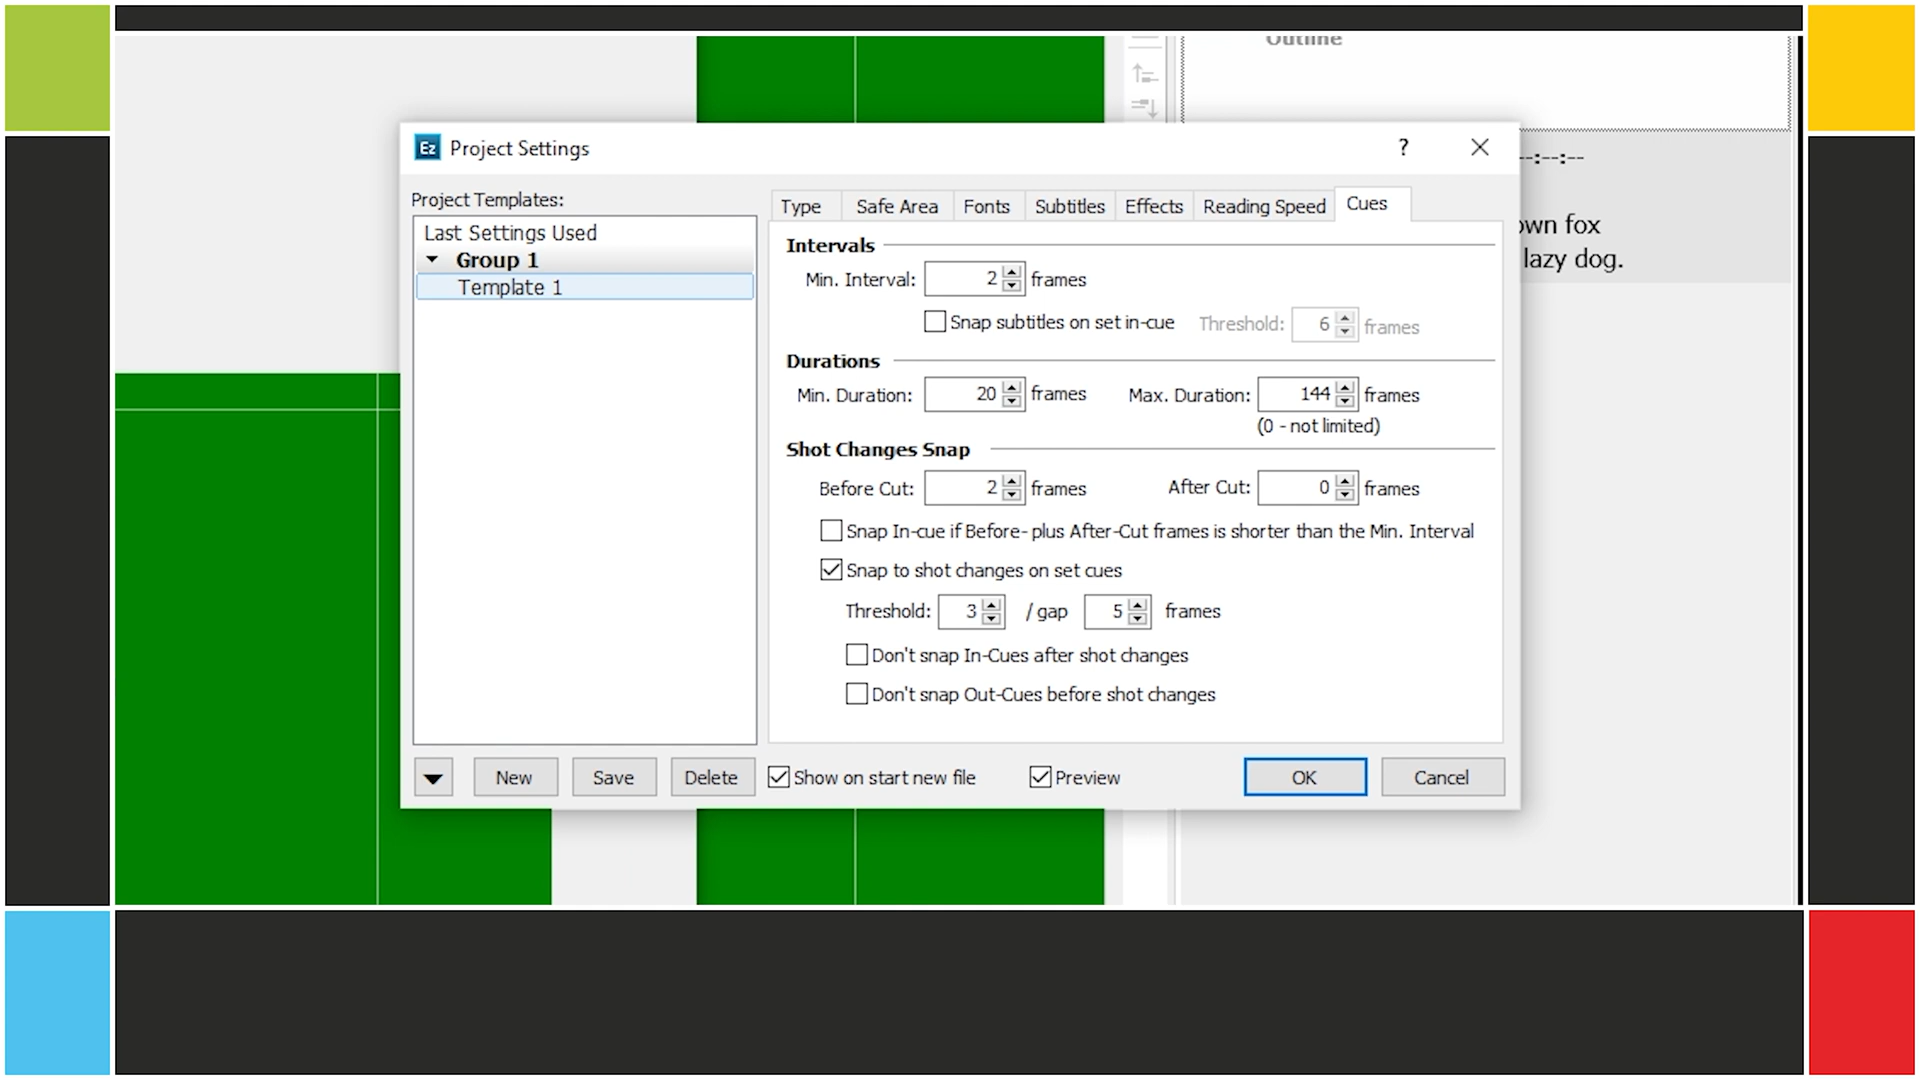 Outline
Ez Project Settings ?
--:--:--
Project Templates:
Last Settings Used
Group 1
Template 1
Type Safe Area Fonts Subtitles Effects Reading Speed Cues
own fox
lazy dog.
Intervals
Min. Interval: 2 frames
Snap subtitles on set in-cue Threshold: 6 frames
Durations
Min. Duration: 20 frames Max. Duration: 144 frames
(0 - not limited)
Shot Changes Snap
Before Cut: 2 frames After Cut: 0 frames
Snap In-cue if Before- plus After-Cut frames is shorter than the Min. Interval
Snap to shot changes on set cues
Threshold: 3 / gap 5 frames
Don't snap In-Cues after shot changes
Don't snap Out-Cues before shot changes
New Save Delete Show on start new file Preview OK Cancel